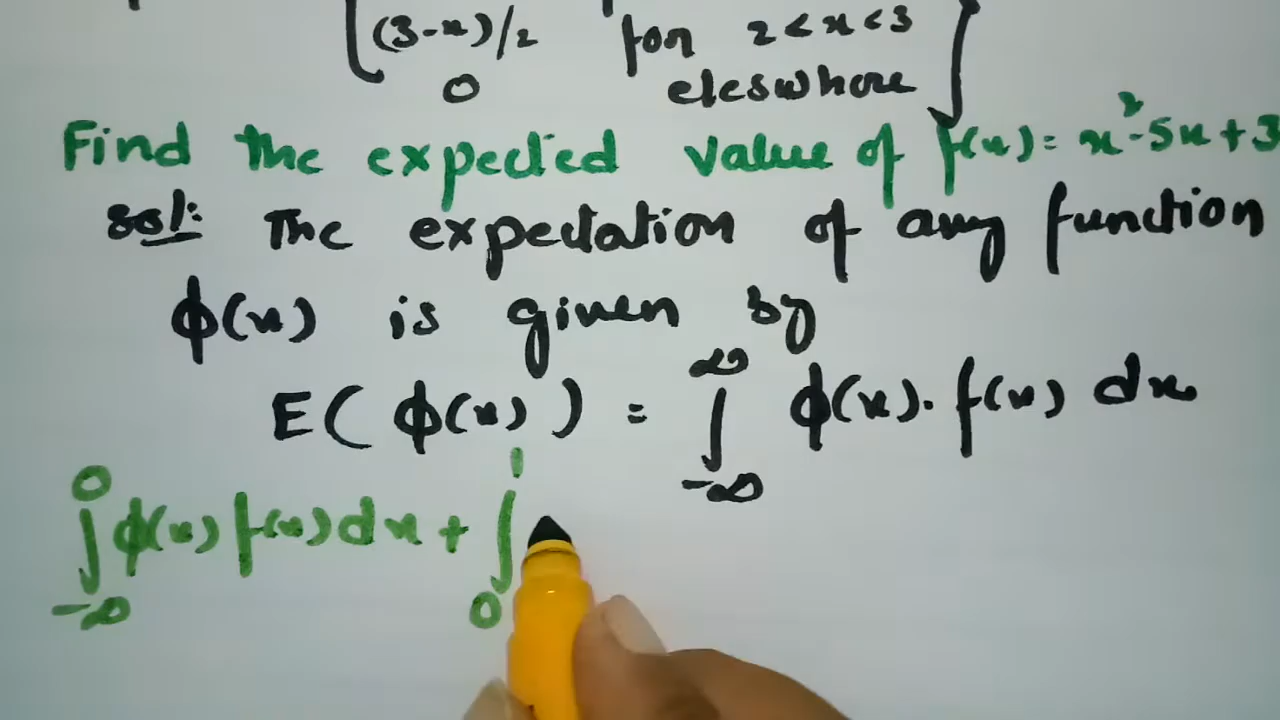 (3-x)/2 for 2<x<3
0 eleswhore
Find the expected value of f(x)= x²-5x+3
sol: The expectation of any function
ϕ(x) is given by
E( ϕ(x) ) = ∫_{-∞}^{∞} ϕ(x). f(x) dx
∫_{-∞}^{0} ϕ(x) f(x) dx + ∫_{0}^{1}